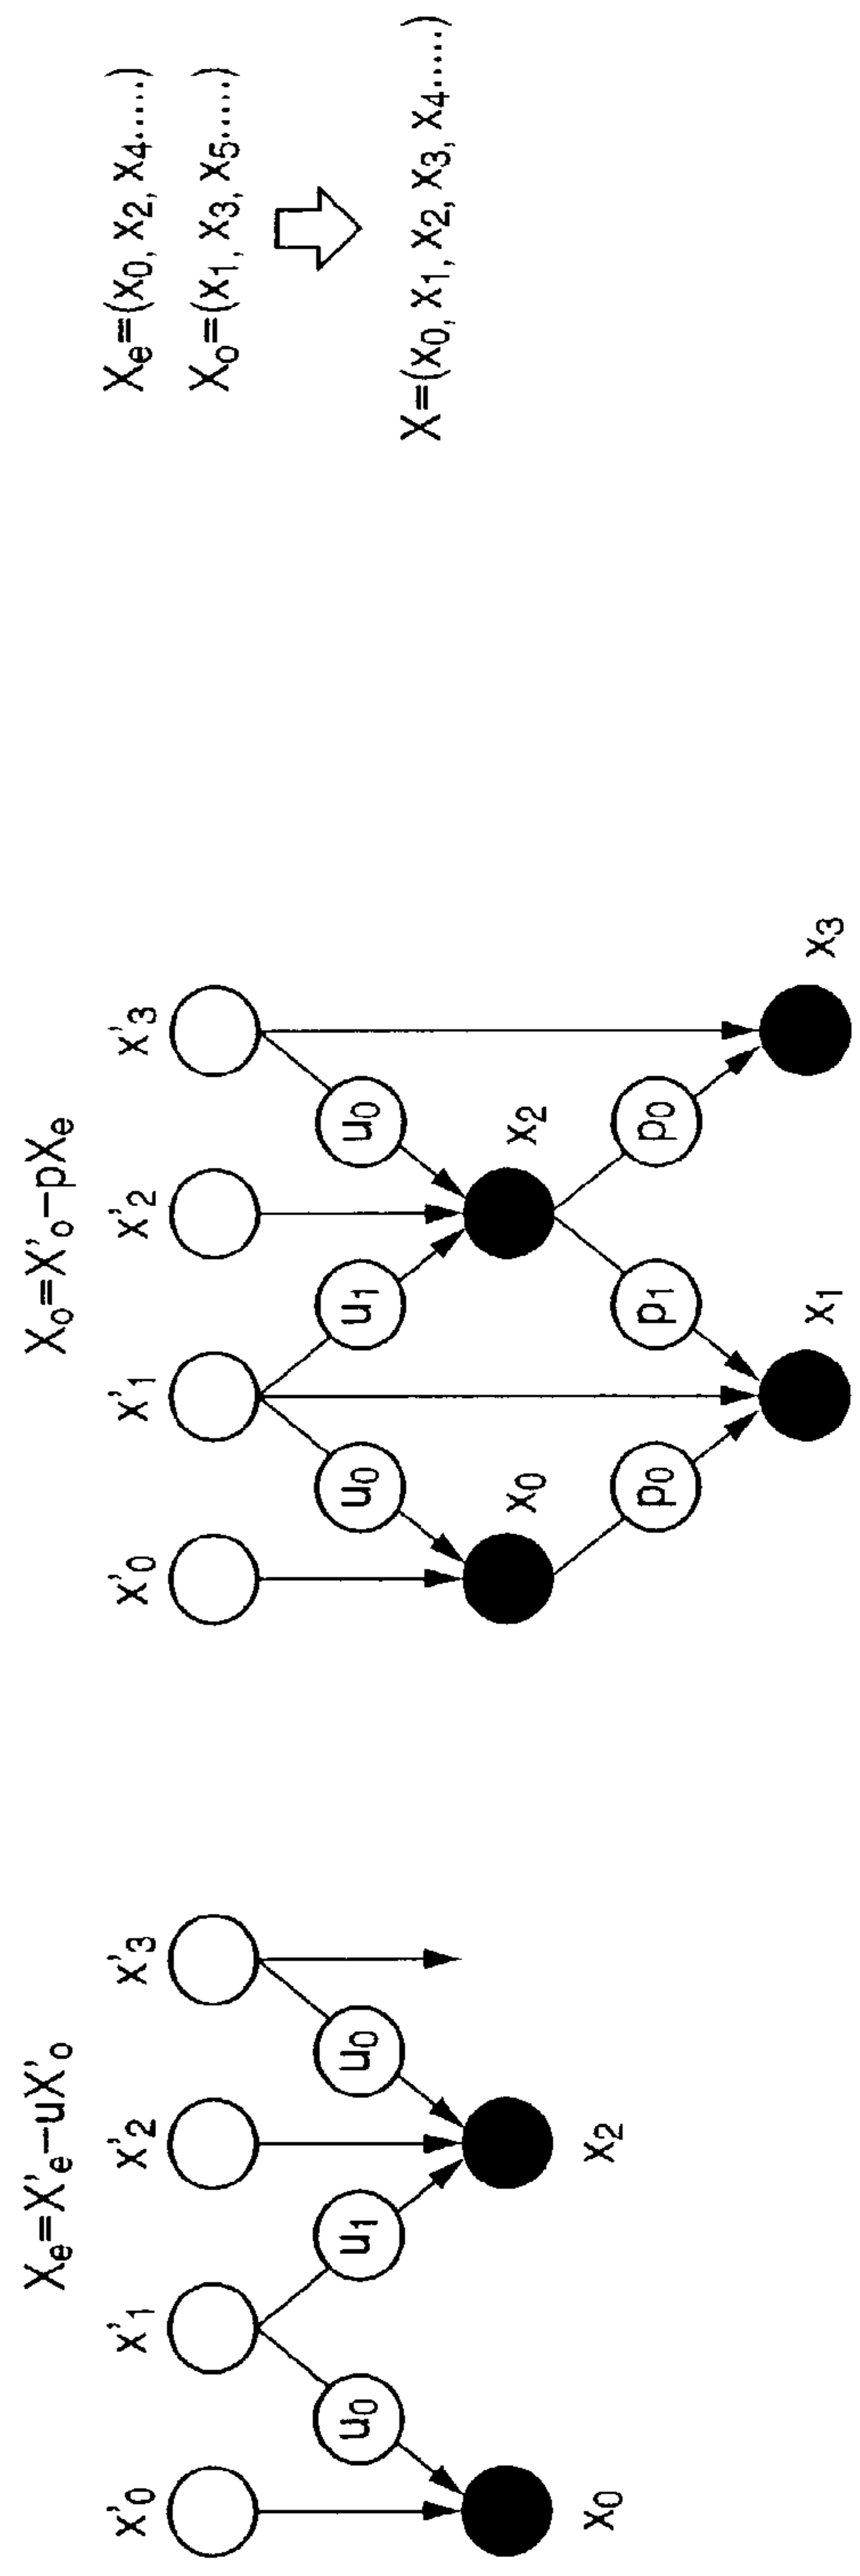 Xe=X'e−uX'o
x'0 x'1 x'2 x'3
u0 u1 u0
x0 x2
Xo=X'o−pXe
x'0 x'1 x'2 x'3
u0 u1 u0
x0 x2
p0 p1 p0
x1 x3
Xe=(x0, x2, x4.....)
Xo=(x1, x3, x5.....)
X=(x0, x1, x2, x3, x4.....)